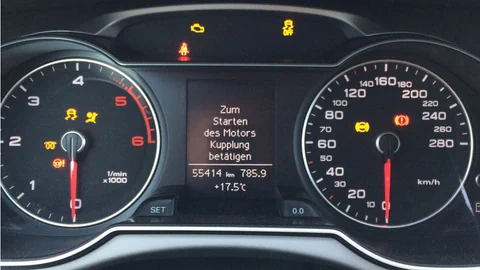 OFF
4
3
5
2
6
1
1/min
x1000
0
Zum
Starten
des Motors
Kupplung
betätigen
55414 km 785.9
+17.5°C
SET
0.0
140 160 180
120 200
100 220
80 240
60 260
40 280
20
10
0
km/h